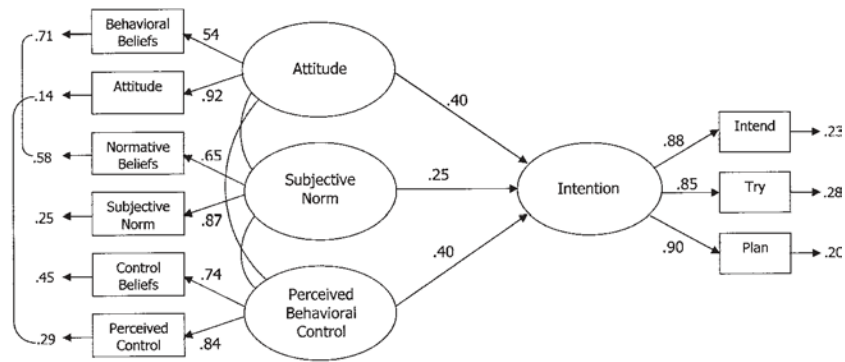 Behavioral
Beliefs
.71
.54
Attitude
.14
.92
Normative
Beliefs
.58
.65
Subjective
Norm
.25
.87
Control
Beliefs
.45
.74
Perceived
Control
.29
.84
Attitude
Subjective
Norm
Perceived
Behavioral
Control
.40
.25
.40
Intention
.88
.85
.90
Intend
.23
Try
.28
Plan
.20